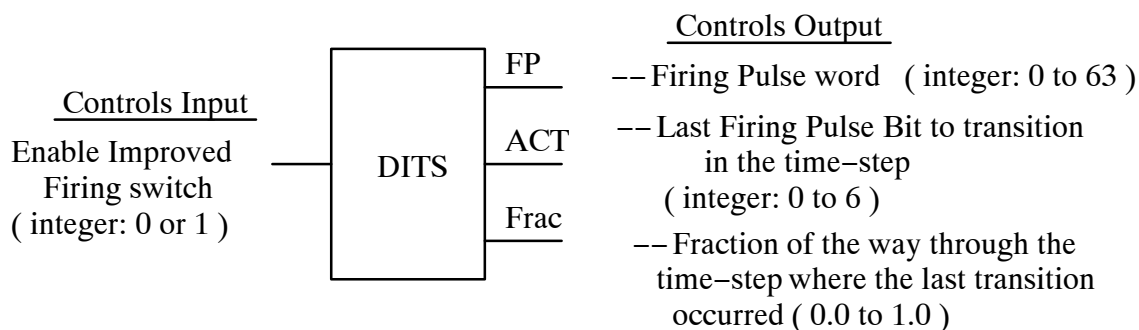 Controls Input
Enable Improved
Firing switch
( integer: 0 or 1 )
DITS
FP
ACT
Frac
Controls Output
−− Firing Pulse word ( integer: 0 to 63 )
−− Last Firing Pulse Bit to transition
in the time−step
( integer: 0 to 6 )
−− Fraction of the way through the
time−step where the last transition
occurred ( 0.0 to 1.0 )